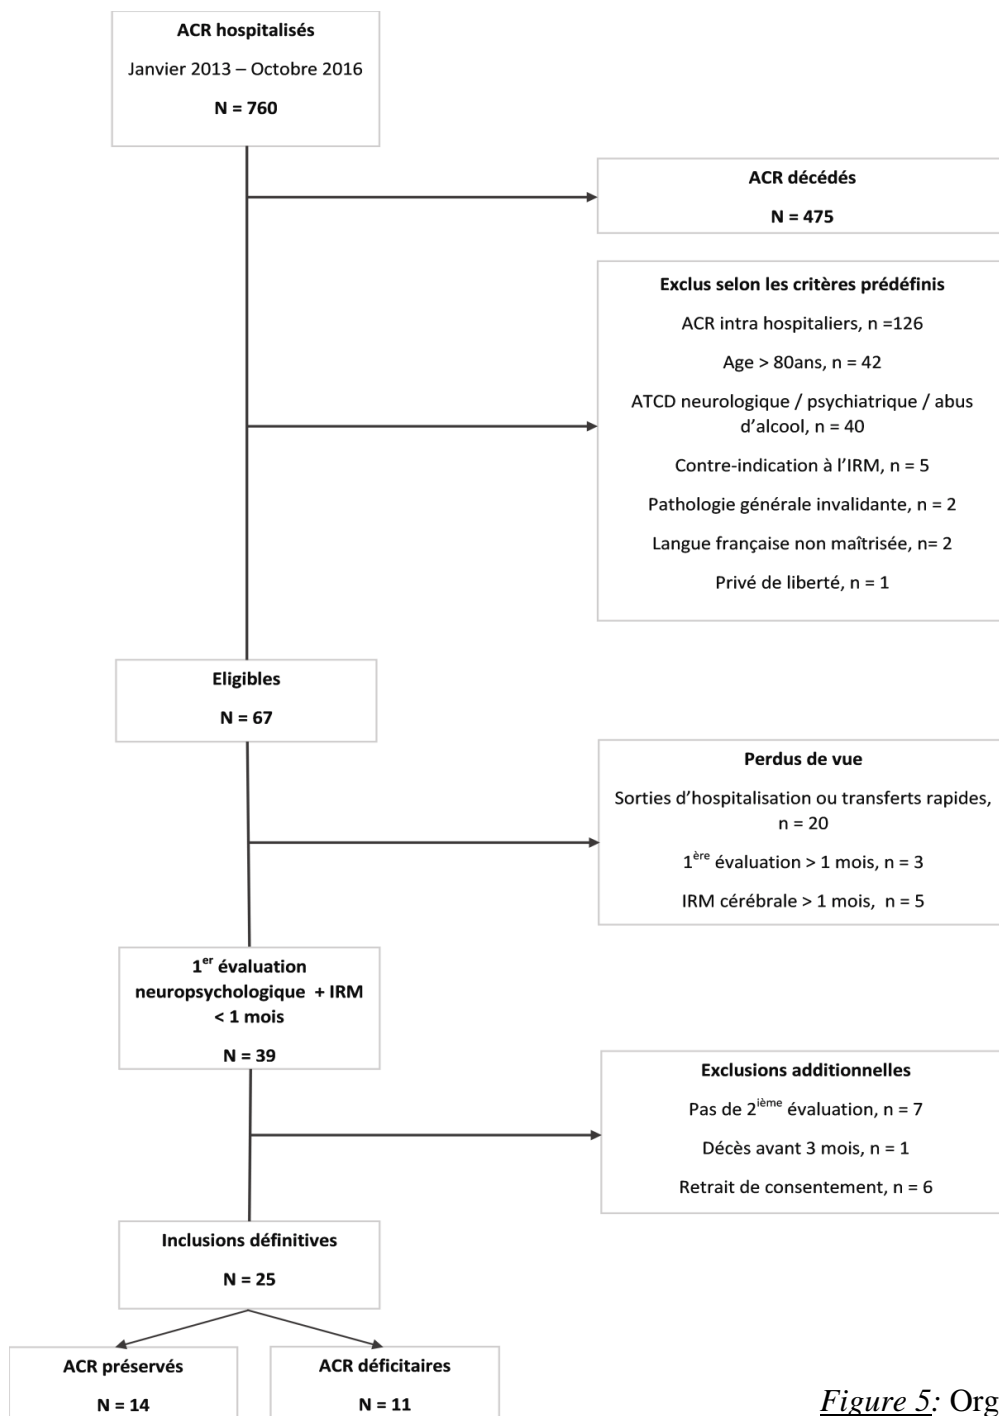 ACR hospitalisés
Janvier 2013 – Octobre 2016
N = 760
ACR décédés
N = 475
Exclus selon les critères prédéfinis
ACR intra hospitaliers, n =126
Age > 80ans, n = 42
ATCD neurologique / psychiatrique / abus
d’alcool, n = 40
Contre-indication à l’IRM, n = 5
Pathologie générale invalidante, n = 2
Langue française non maîtrisée, n= 2
Privé de liberté, n = 1
Eligibles
N = 67
Perdus de vue
Sorties d’hospitalisation ou transferts rapides,
n = 20
1ère évaluation > 1 mois, n = 3
IRM cérébrale > 1 mois,  n = 5
1er évaluation
neuropsychologique  + IRM
< 1 mois
N = 39
Exclusions additionnelles
Pas de 2ième évaluation, n = 7
Décès avant 3 mois, n = 1
Retrait de consentement, n = 6
Inclusions définitives
N = 25
ACR préservés
N = 14
ACR déficitaires
N = 11
Figure 5: Org